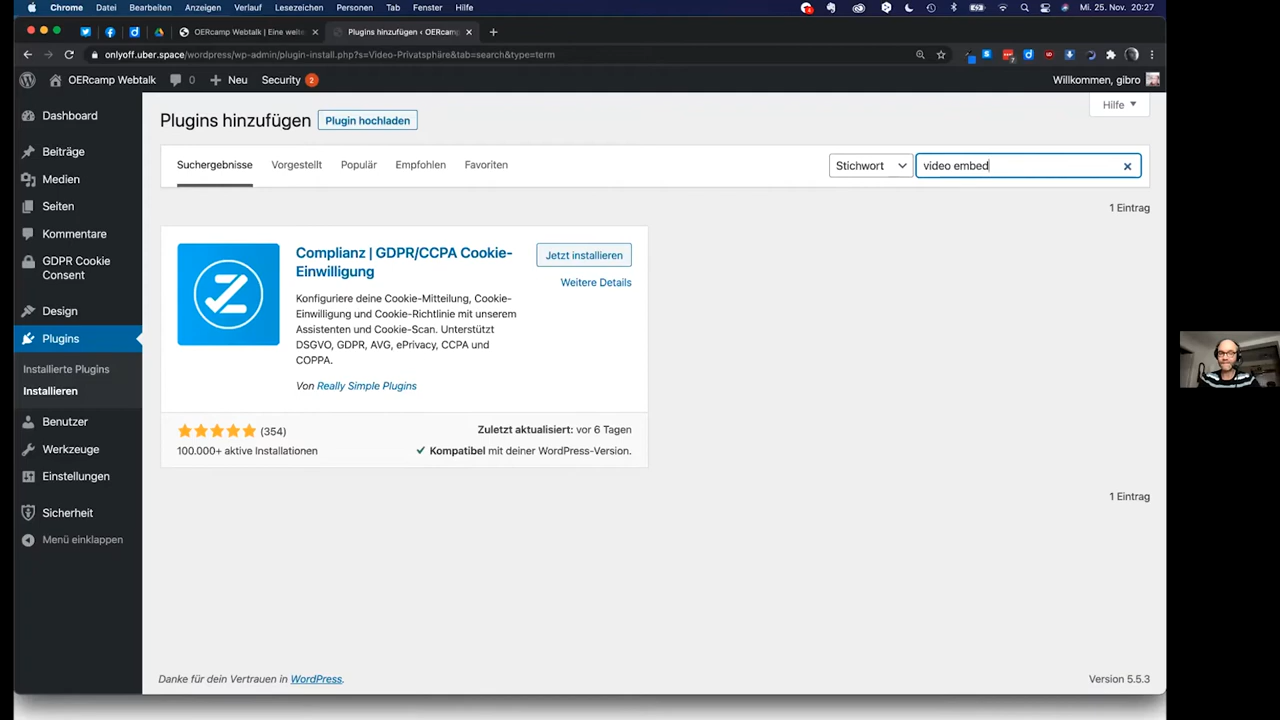 Chrome Datei Bearbeiten Anzeigen Verlauf Lesezeichen Personen Tab Fenster Hilfe Mi. 25. Nov. 20:27
OERcamp Webtalk | Eine weite × Plugins hinzufügen ‹ OERcamp × +
onlyoff.uber.space/wordpress/wp-admin/plugin-install.php?s=Video-Privatsphäre&tab=search&type=term
OERcamp Webtalk 0 + Neu Security 2 Willkommen, gibro
Hilfe
Dashboard
Beiträge
Medien
Seiten
Kommentare
GDPR Cookie
Consent
Design
Plugins
Installierte Plugins
Installieren
Benutzer
Werkzeuge
Einstellungen
Sicherheit
Menü einklappen
Plugins hinzufügen Plugin hochladen
Suchergebnisse Vorgestellt Populär Empfohlen Favoriten Stichwort video embed ×
1 Eintrag
Complianz | GDPR/CCPA Cookie-
Einwilligung
Jetzt installieren
Weitere Details
Konfiguriere deine Cookie-Mitteilung, Cookie-
Einwilligung und Cookie-Richtlinie mit unserem
Assistenten und Cookie-Scan. Unterstützt
DSGVO, GDPR, AVG, ePrivacy, CCPA und
COPPA.
Von Really Simple Plugins
(354)
100.000+ aktive Installationen
Zuletzt aktualisiert: vor 6 Tagen
✓ Kompatibel mit deiner WordPress-Version.
1 Eintrag
Danke für dein Vertrauen in WordPress. Version 5.5.3